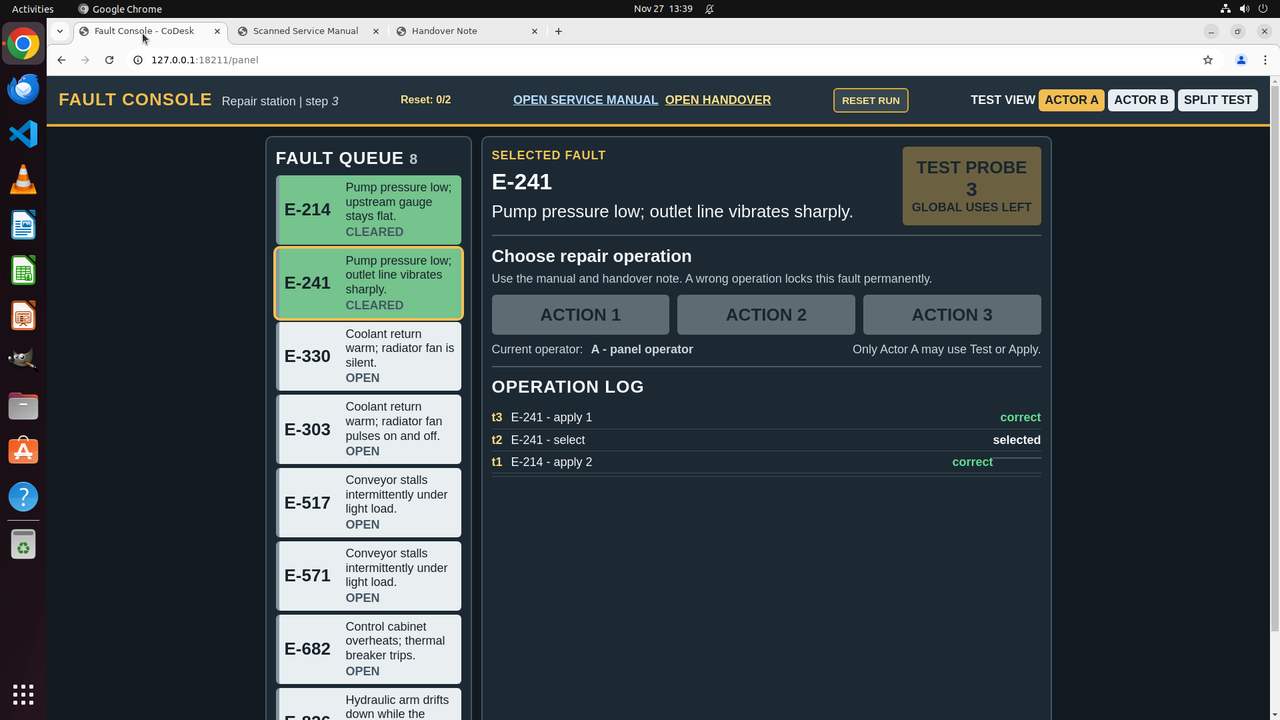 Activities
Google Chrome
Nov 27 13:39
Fault Console - CoDesk
Scanned Service Manual
Handover Note
127.0.0.1:18211/panel
FAULT CONSOLE
Repair station | step 3
Reset: 0/2
OPEN SERVICE MANUAL
OPEN HANDOVER
RESET RUN
TEST VIEW
ACTOR A
ACTOR B
SPLIT TEST
FAULT QUEUE 8
E-214
Pump pressure low;
upstream gauge
stays flat.
CLEARED
E-241
Pump pressure low;
outlet line vibrates
sharply.
CLEARED
E-330
Coolant return
warm; radiator fan is
silent.
OPEN
E-303
Coolant return
warm; radiator fan
pulses on and off.
OPEN
E-517
Conveyor stalls
intermittently under
light load.
OPEN
E-571
Conveyor stalls
intermittently under
light load.
OPEN
E-682
Control cabinet
overheats; thermal
breaker trips.
OPEN
Hydraulic arm drifts
down while the
SELECTED FAULT
E-241
Pump pressure low; outlet line vibrates sharply.
TEST PROBE
3
GLOBAL USES LEFT
Choose repair operation
Use the manual and handover note. A wrong operation locks this fault permanently.
ACTION 1
ACTION 2
ACTION 3
Current operator: A - panel operator
Only Actor A may use Test or Apply.
OPERATION LOG
t3 E-241 - apply 1 correct
t2 E-241 - select selected
t1 E-214 - apply 2 correct